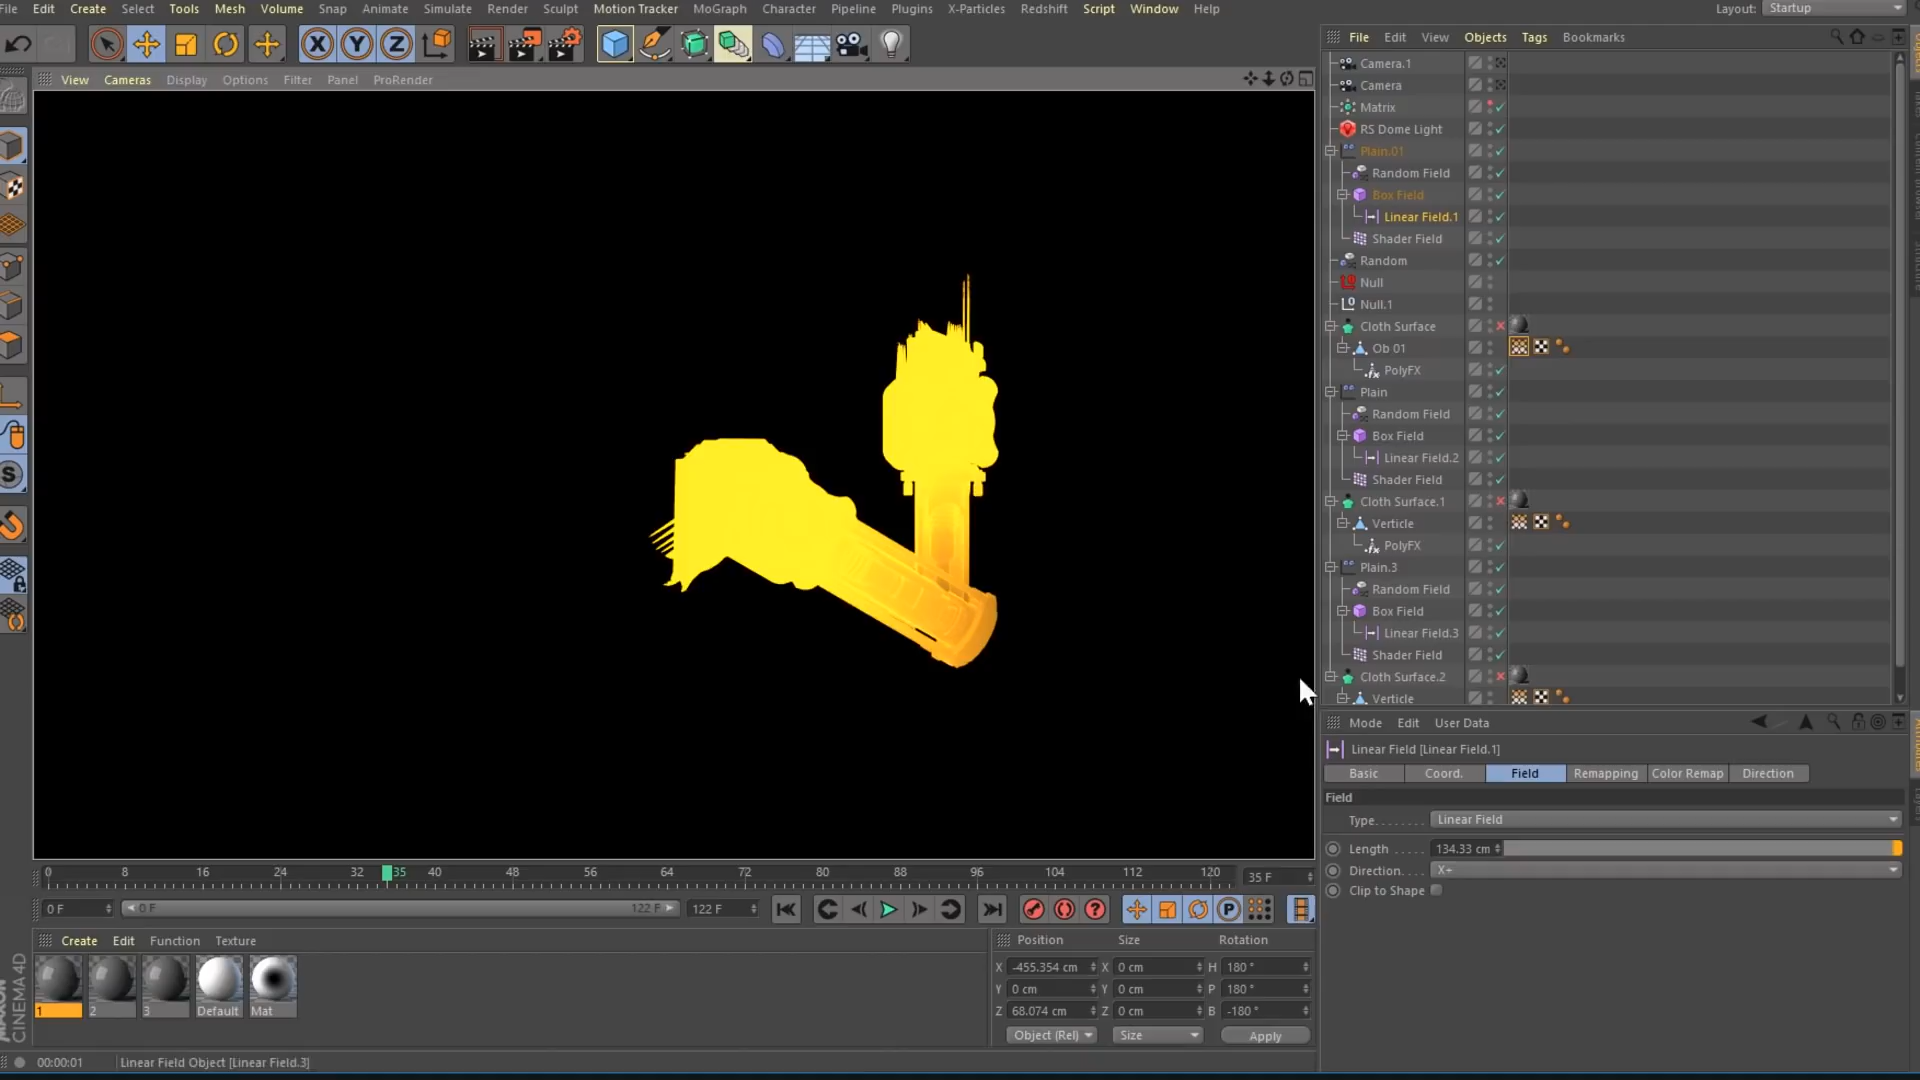 File Edit Create Select Tools Mesh Volume Snap Animate Simulate Render Sculpt Motion Tracker MoGraph Character Pipeline Plugins X-Particles Redshift Script Window Help
Layout: Startup
X Y Z
View Cameras Display Options Filter Panel ProRender
File Edit View Objects Tags Bookmarks
Camera.1
Camera
Matrix
RS Dome Light
Plain.01
Random Field
Box Field
Linear Field.1
Shader Field
Random
Null
Null.1
Cloth Surface
Ob 01
PolyFX
Plain
Random Field
Box Field
Linear Field.2
Shader Field
Cloth Surface.1
Verticle
PolyFX
Plain.3
Random Field
Box Field
Linear Field.3
Shader Field
Cloth Surface.2
Verticle
Mode Edit User Data
Linear Field [Linear Field.1]
Basic Coord. Field Remapping Color Remap Direction
Field
Type........ Linear Field
Length ..... 134.33 cm
Direction.. X+
Clip to Shape
0 8 16 24 32 35 40 48 56 64 72 80 88 96 104 112 120
35 F
0 F
0 F
122 F
122 F
P
Create Edit Function Texture
1 2 3 Default Mat
Position Size Rotation
X -455.354 cm X 0 cm H 180 °
Y 0 cm Y 0 cm P 180 °
Z 68.074 cm Z 0 cm B -180 °
Object (Rel) Size Apply
MAXON CINEMA 4D
00:00:01 Linear Field Object [Linear Field.3]